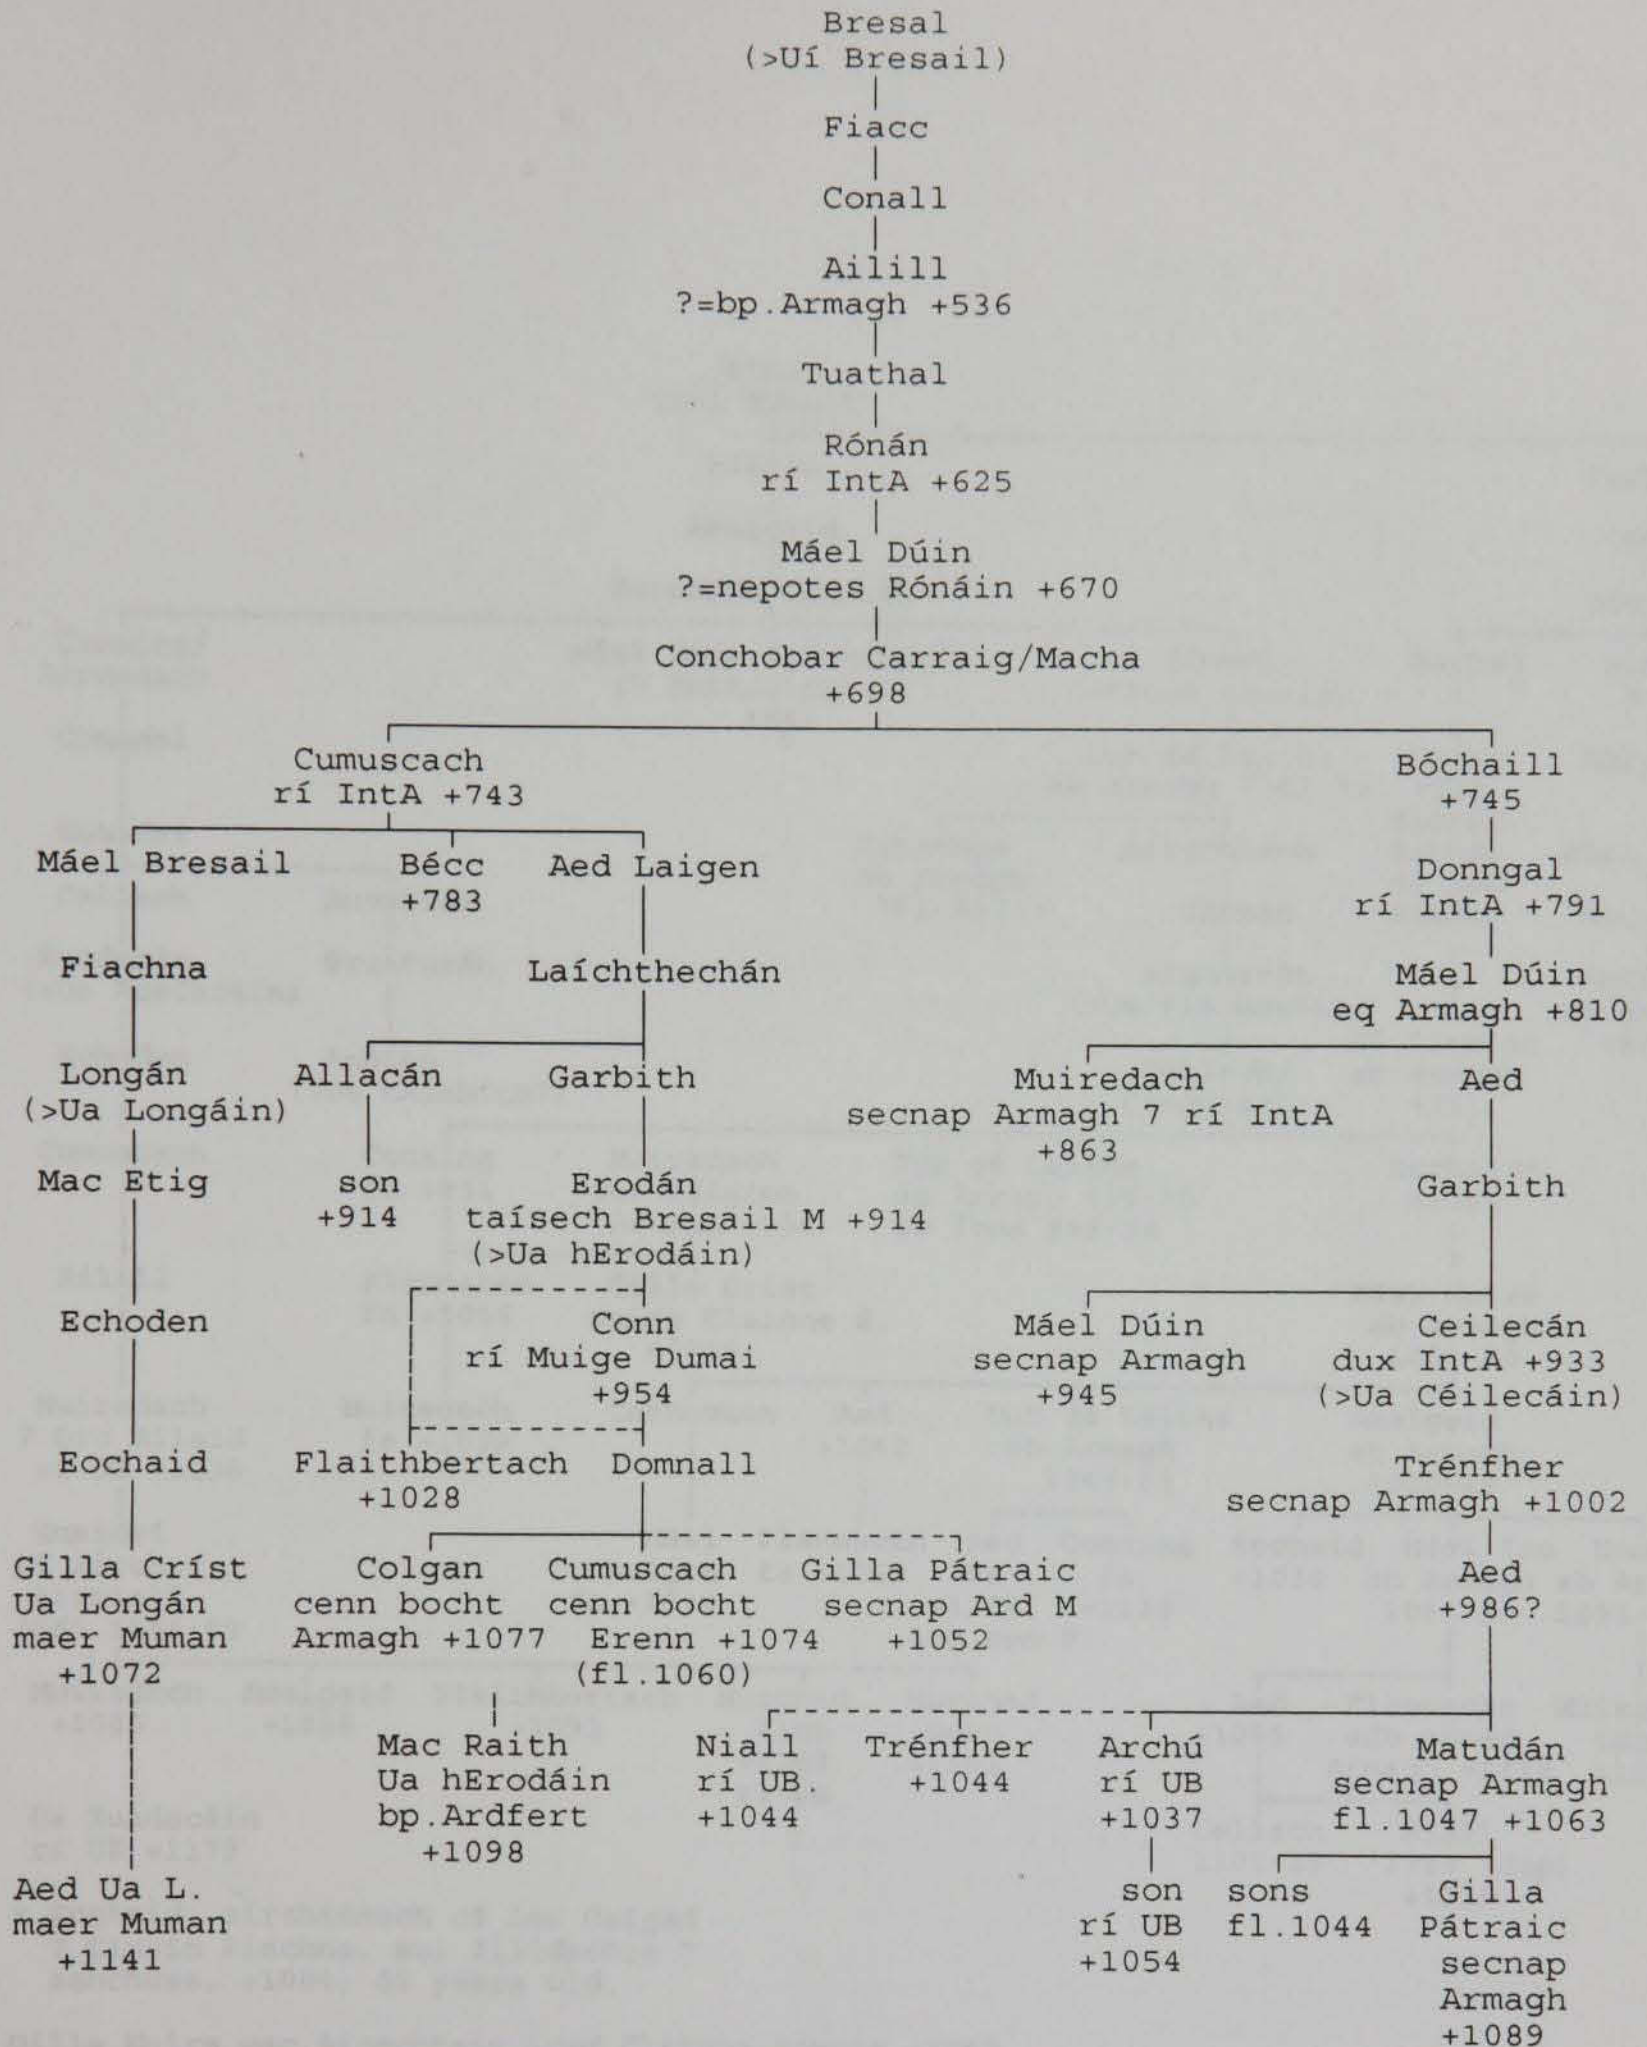 Bresal
(>Uí Bresail)
Fiacc
Conall
Ailill
?=bp.Armagh +536
Tuathal
Rónán
rí IntA +625
Máel Dúin
?=nepotes Rónáin +670
Conchobar Carraig/Macha
+698
Cumuscach
rí IntA +743
Bóchaill
+745
Máel Bresail
Bécc
+783
Aed Laigen
Donngal
rí IntA +791
Fiachna
Laíchthechán
Máel Dúin
eq Armagh +810
Longán
(>Ua Longáin)
Allacán
Garbith
Muiredach
secnap Armagh 7 rí IntA
+863
Aed
Mac Etig
son
+914
Erodán
taísech Bresail M +914
(>Ua hErodáin)
Garbith
Echoden
Conn
rí Muige Dumai
+954
Máel Dúin
secnap Armagh
+945
Ceilecán
dux IntA +933
(>Ua Céilecáin)
Eochaid
Flaithbertach
+1028
Domnall
Trénfher
secnap Armagh +1002
Gilla Críst
Ua Longán
maer Muman
+1072
Colgan
cenn bocht
Armagh +1077
Cumuscach
cenn bocht
Erenn +1074
(fl.1060)
Gilla Pátraic
secnap Ard M
+1052
Aed
+986?
Mac Raith
Ua hErodáin
bp.Ardfert
+1098
Niall
rí UB.
+1044
Trénfher
+1044
Archú
rí UB
+1037
Matudán
secnap Armagh
fl.1047 +1063
Aed Ua L.
maer Muman
+1141
son
rí UB
+1054
sons
fl.1044
Gilla
Pátraic
secnap
Armagh
+1089